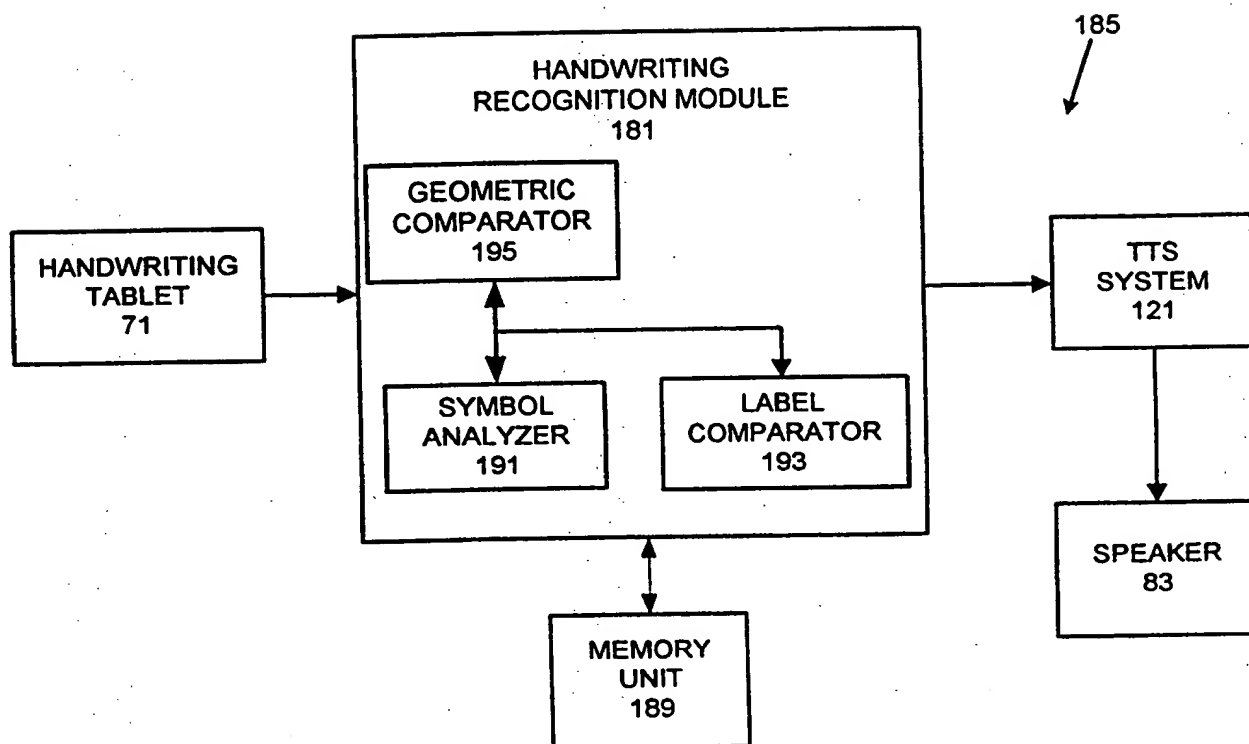 185
HANDWRITING
RECOGNITION MODULE
181
GEOMETRIC
COMPARATOR
195
HANDWRITING
TABLET
71
TTS
SYSTEM
121
SYMBOL
ANALYZER
191
LABEL
COMPARATOR
193
SPEAKER
83
MEMORY
UNIT
189